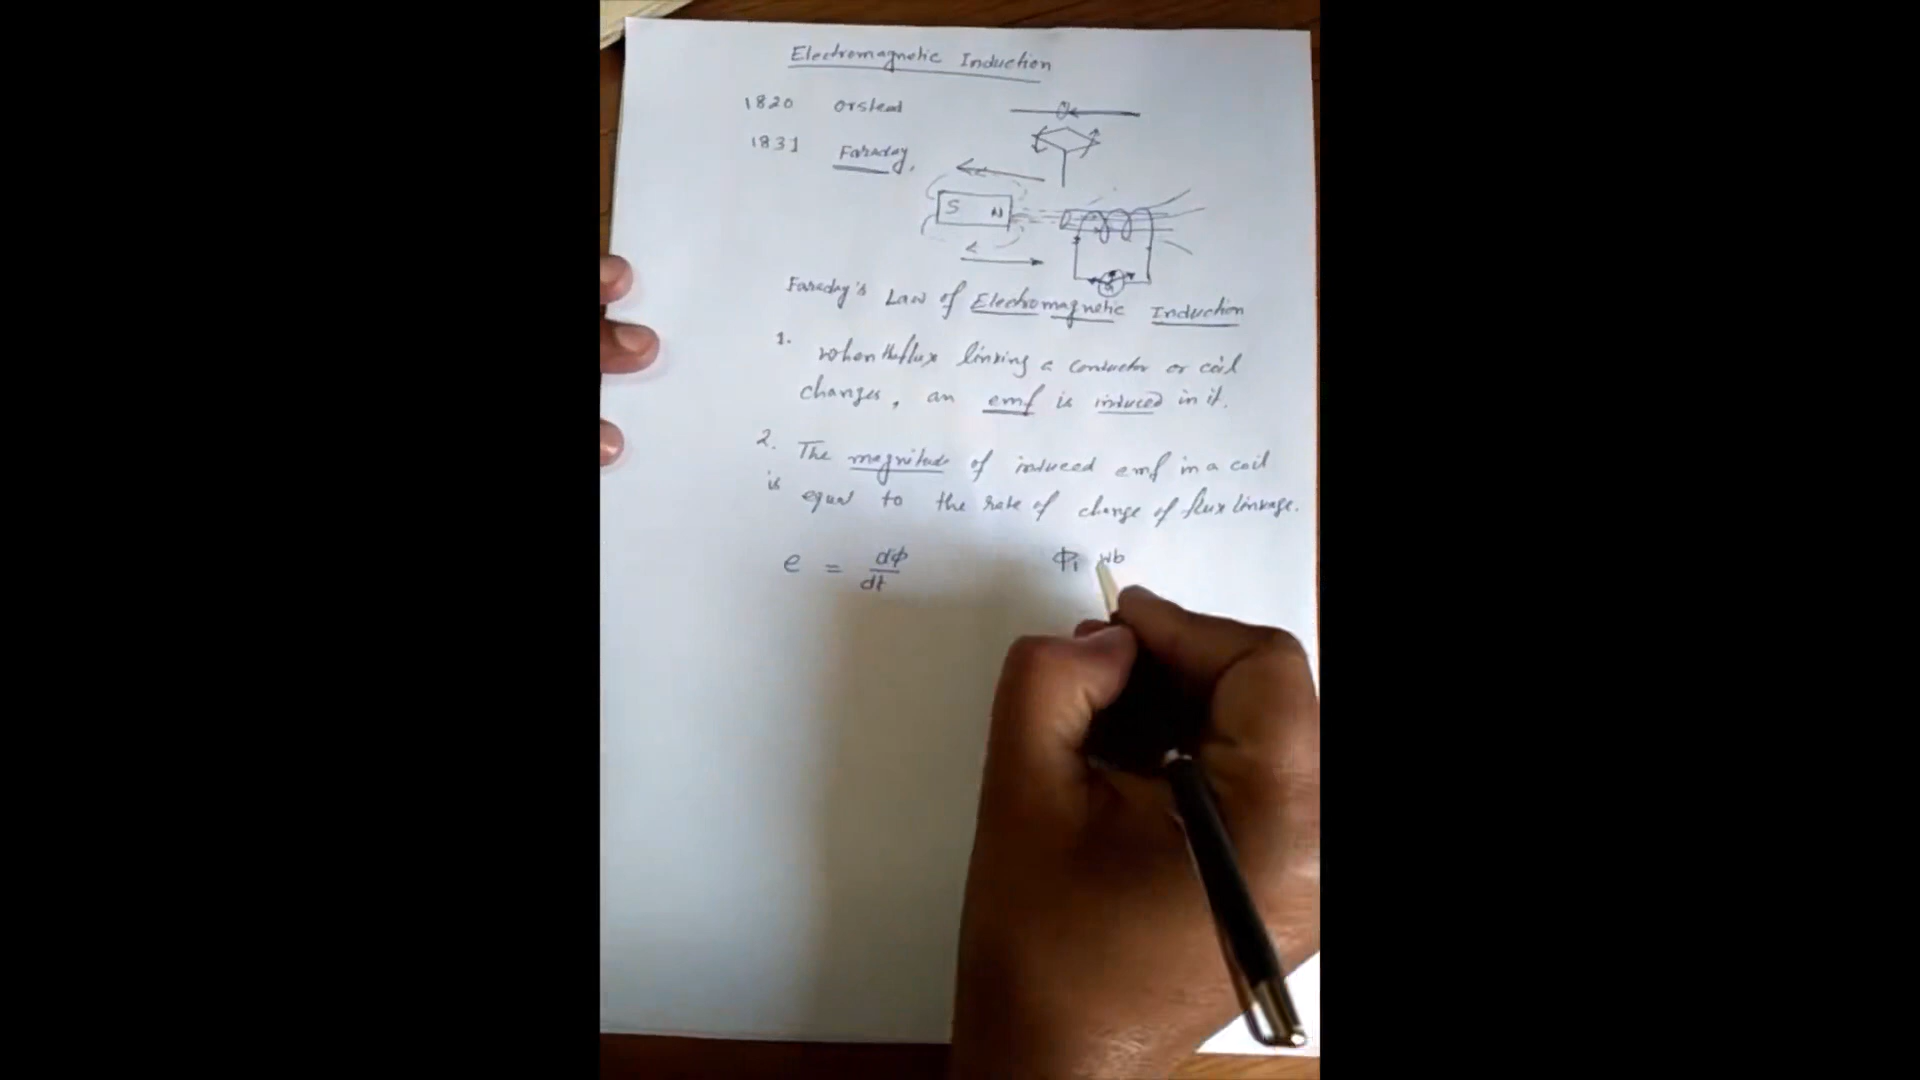 Electromagnetic Induction
1820 Orstead
1831 Faraday,
S N
G
Faraday's Law of Electromagnetic Induction
1. When the flux linking a conductor or coil
changes, an emf is induced in it.
2. The magnitude of induced emf in a coil
is equal to the rate of change of flux linkage.
e = dφ/dt φ₁ wb